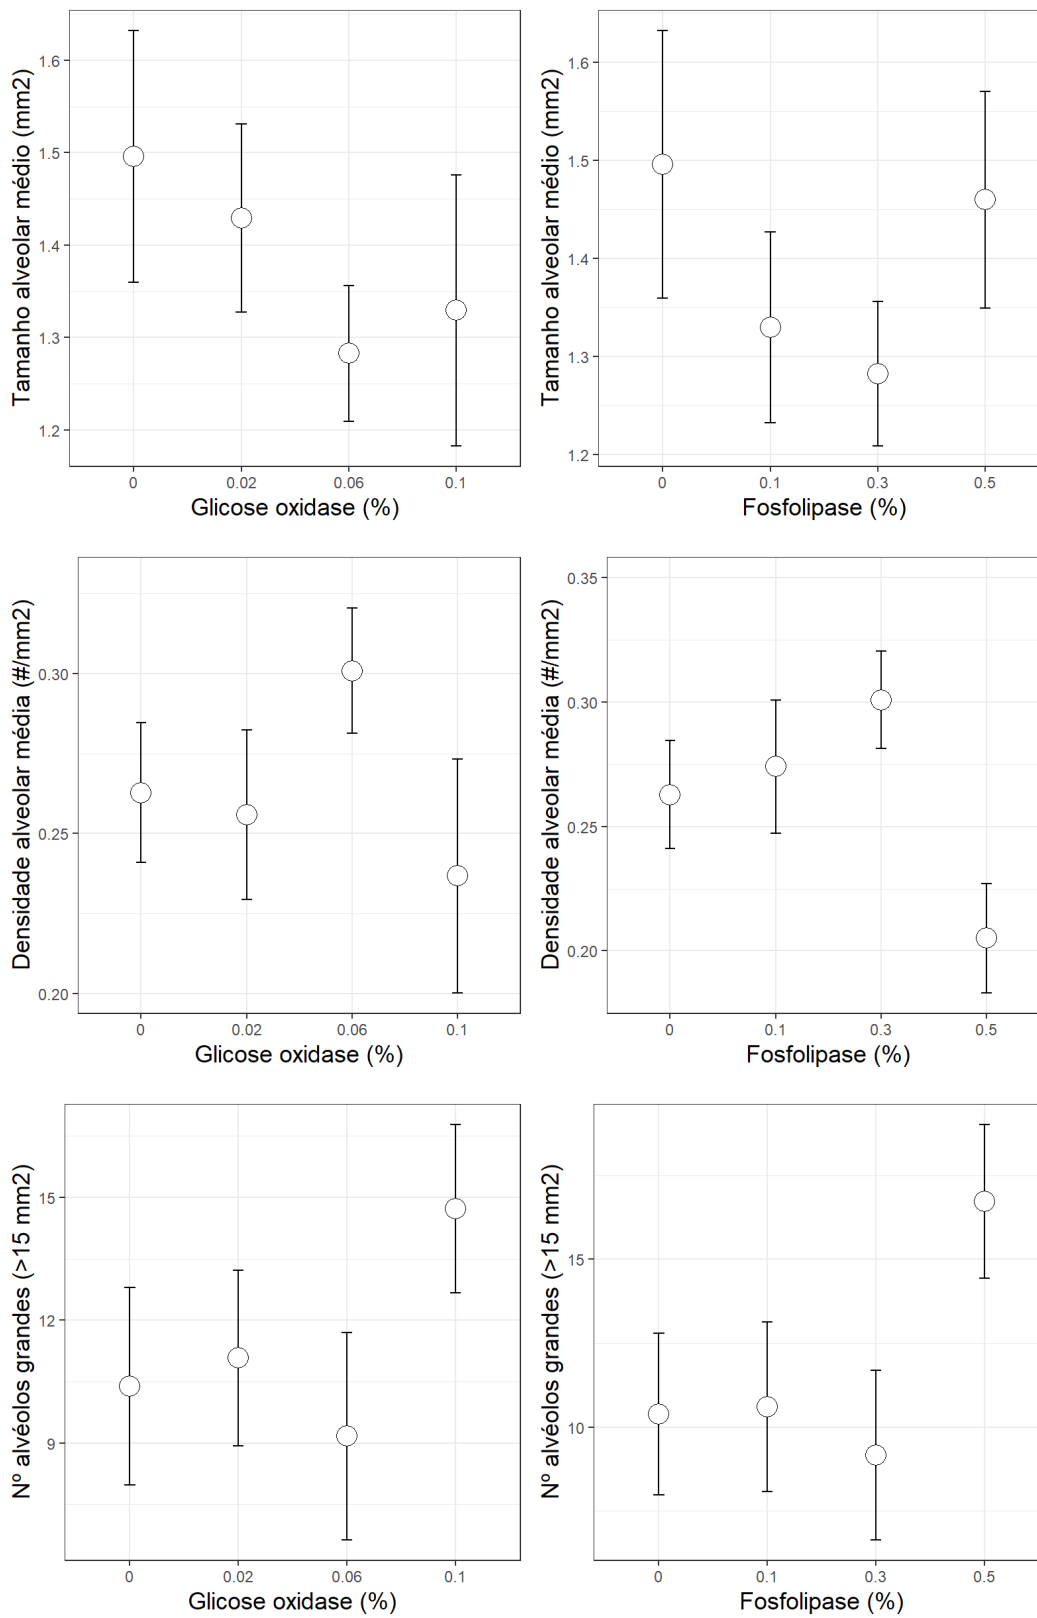 Tamanho alveolar médio (mm2)
1.6
1.5
1.4
1.3
1.2
0 0.02 0.06 0.1
Glicose oxidase (%)
Tamanho alveolar médio (mm2)
1.6
1.5
1.4
1.3
1.2
0 0.1 0.3 0.5
Fosfolipase (%)
Densidade alveolar média (#/mm2)
0.30
0.25
0.20
0 0.02 0.06 0.1
Glicose oxidase (%)
Densidade alveolar média (#/mm2)
0.35
0.30
0.25
0.20
0 0.1 0.3 0.5
Fosfolipase (%)
Nº alvéolos grandes (>15 mm2)
15
12
9
0 0.02 0.06 0.1
Glicose oxidase (%)
Nº alvéolos grandes (>15 mm2)
15
10
0 0.1 0.3 0.5
Fosfolipase (%)